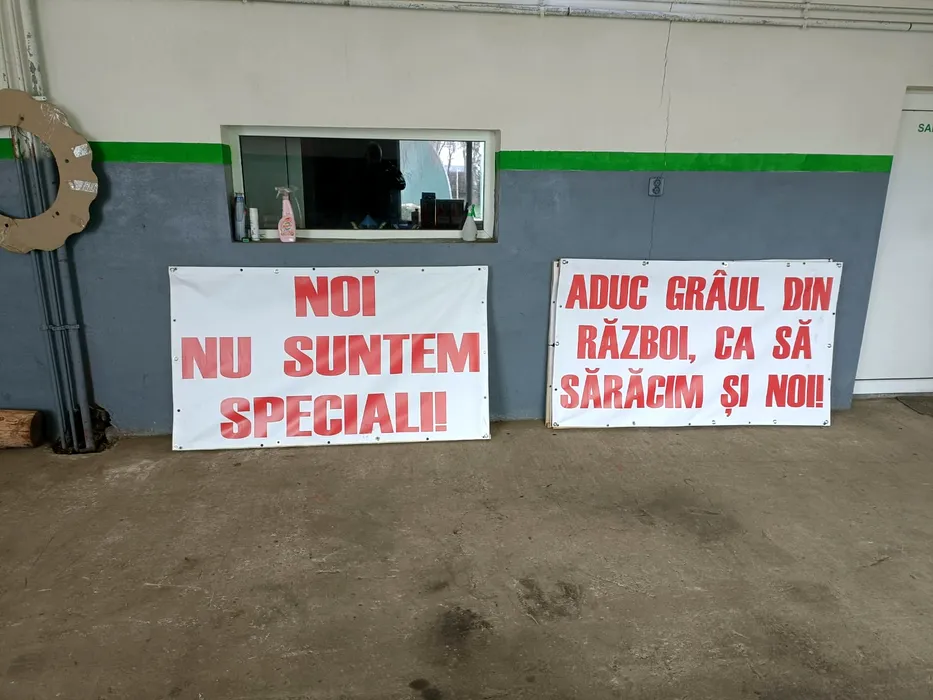 NOI
NU SUNTEM
SPECIALI!
ADUC GRÂUL DIN
RĂZBOI, CA SĂ
SĂRĂCIM ȘI NOI!